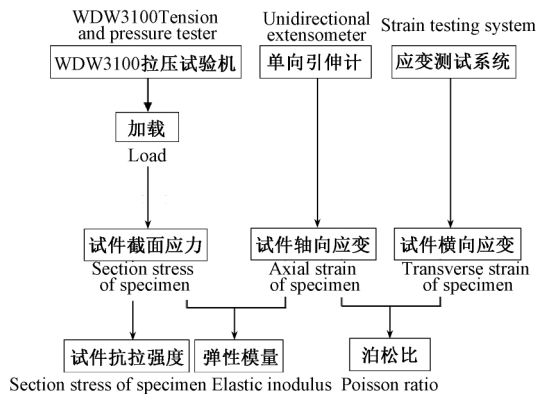 WDW3100Tension
and pressure tester
Unidirectional
extensometer
Strain testing system
WDW3100拉压试验机
单向引伸计
应变测试系统
加载
Load
试件截面应力
试件轴向应变
试件横向应变
Section stress
of specimen
Axial strain
of specimen
Transverse strain
of specimen
试件抗拉强度
弹性模量
泊松比
Section stress of specimen
Elastic inodulus
Poisson ratio